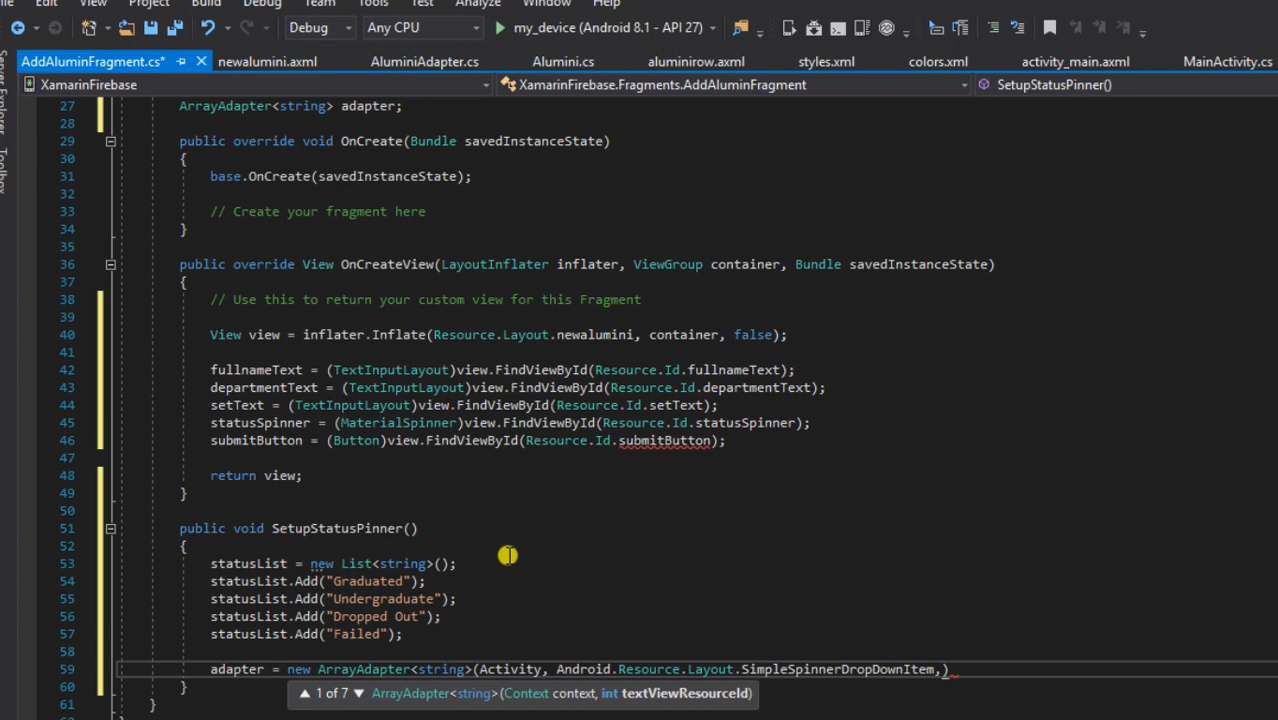 File Edit View Project Build Debug Team Tools Test Analyze Window Help
Debug Any CPU my_device (Android 8.1 - API 27)
AddAluminFragment.cs* newalumini.axml AluminiAdapter.cs Alumini.cs aluminirow.axml styles.xml colors.xml activity_main.axml MainActivity.cs
XamarinFirebase XamarinFirebase.Fragments.AddAluminFragment SetupStatusPinner()
Server Explorer
Toolbox
27 ArrayAdapter<string> adapter;
28
29 public override void OnCreate(Bundle savedInstanceState)
30 {
31 base.OnCreate(savedInstanceState);
32
33 // Create your fragment here
34 }
35
36 public override View OnCreateView(LayoutInflater inflater, ViewGroup container, Bundle savedInstanceState)
37 {
38 // Use this to return your custom view for this Fragment
39
40 View view = inflater.Inflate(Resource.Layout.newalumini, container, false);
41
42 fullnameText = (TextInputLayout)view.FindViewById(Resource.Id.fullnameText);
43 departmentText = (TextInputLayout)view.FindViewById(Resource.Id.departmentText);
44 setText = (TextInputLayout)view.FindViewById(Resource.Id.setText);
45 statusSpinner = (MaterialSpinner)view.FindViewById(Resource.Id.statusSpinner);
46 submitButton = (Button)view.FindViewById(Resource.Id.submitButton);
47
48 return view;
49 }
50
51 public void SetupStatusPinner()
52 {
53 statusList = new List<string>();
54 statusList.Add("Graduated");
55 statusList.Add("Undergraduate");
56 statusList.Add("Dropped Out");
57 statusList.Add("Failed");
58
59 adapter = new ArrayAdapter<string>(Activity, Android.Resource.Layout.SimpleSpinnerDropDownItem,)
60 }
▲ 1 of 7 ▼ ArrayAdapter<string>(Context context, int textViewResourceId)
61 }
62 }